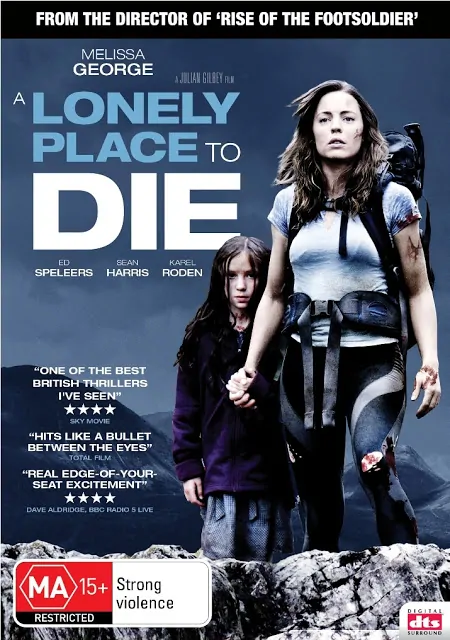 FROM THE DIRECTOR OF ‘RISE OF THE FOOTSOLDIER’
MELISSA
GEORGE
A JULIAN GILBEY FILM
A LONELY
PLACE TO
DIE
ED
SPELEERS
SEAN
HARRIS
KAREL
RODEN
“ONE OF THE BEST
BRITISH THRILLERS
I'VE SEEN”
SKY MOVIE
“HITS LIKE A BULLET
BETWEEN THE EYES”
TOTAL FILM
“REAL EDGE-OF-YOUR-
SEAT EXCITEMENT”
DAVE ALDRIDGE, BBC RADIO 5 LIVE
MA 15+
RESTRICTED
Strong
violence
DIGITAL
dts
SURROUND